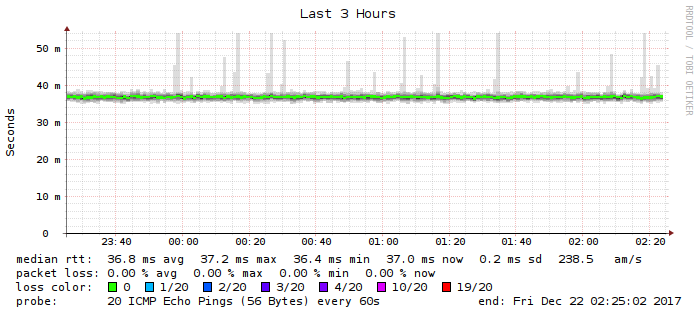 Last 3 Hours
RRDTOOL / TOBI OETIKER
Seconds
50 m
40 m
30 m
20 m
10 m
0
23:40 00:00 00:20 00:40 01:00 01:20 01:40 02:00 02:20
median rtt: 36.8 ms avg 37.2 ms max 36.4 ms min 37.0 ms now 0.2 ms sd 238.5 am/s
packet loss: 0.00 % avg 0.00 % max 0.00 % min 0.00 % now
loss color: 0 1/20 2/20 3/20 4/20 10/20 19/20
probe: 20 ICMP Echo Pings (56 Bytes) every 60s end: Fri Dec 22 02:25:02 2017